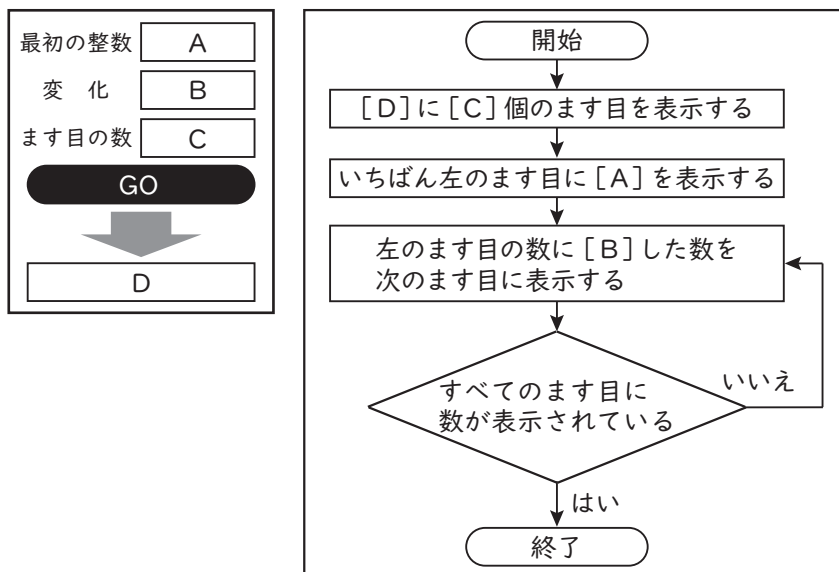 最初の整数 A
変 化 B
ます目の数 C
GO
D
開始
[D]に[C]個のます目を表示する
いちばん左のます目に[A]を表示する
左のます目の数に[B]した数を
次のます目に表示する
すべてのます目に
数が表示されている
いいえ
はい
終了